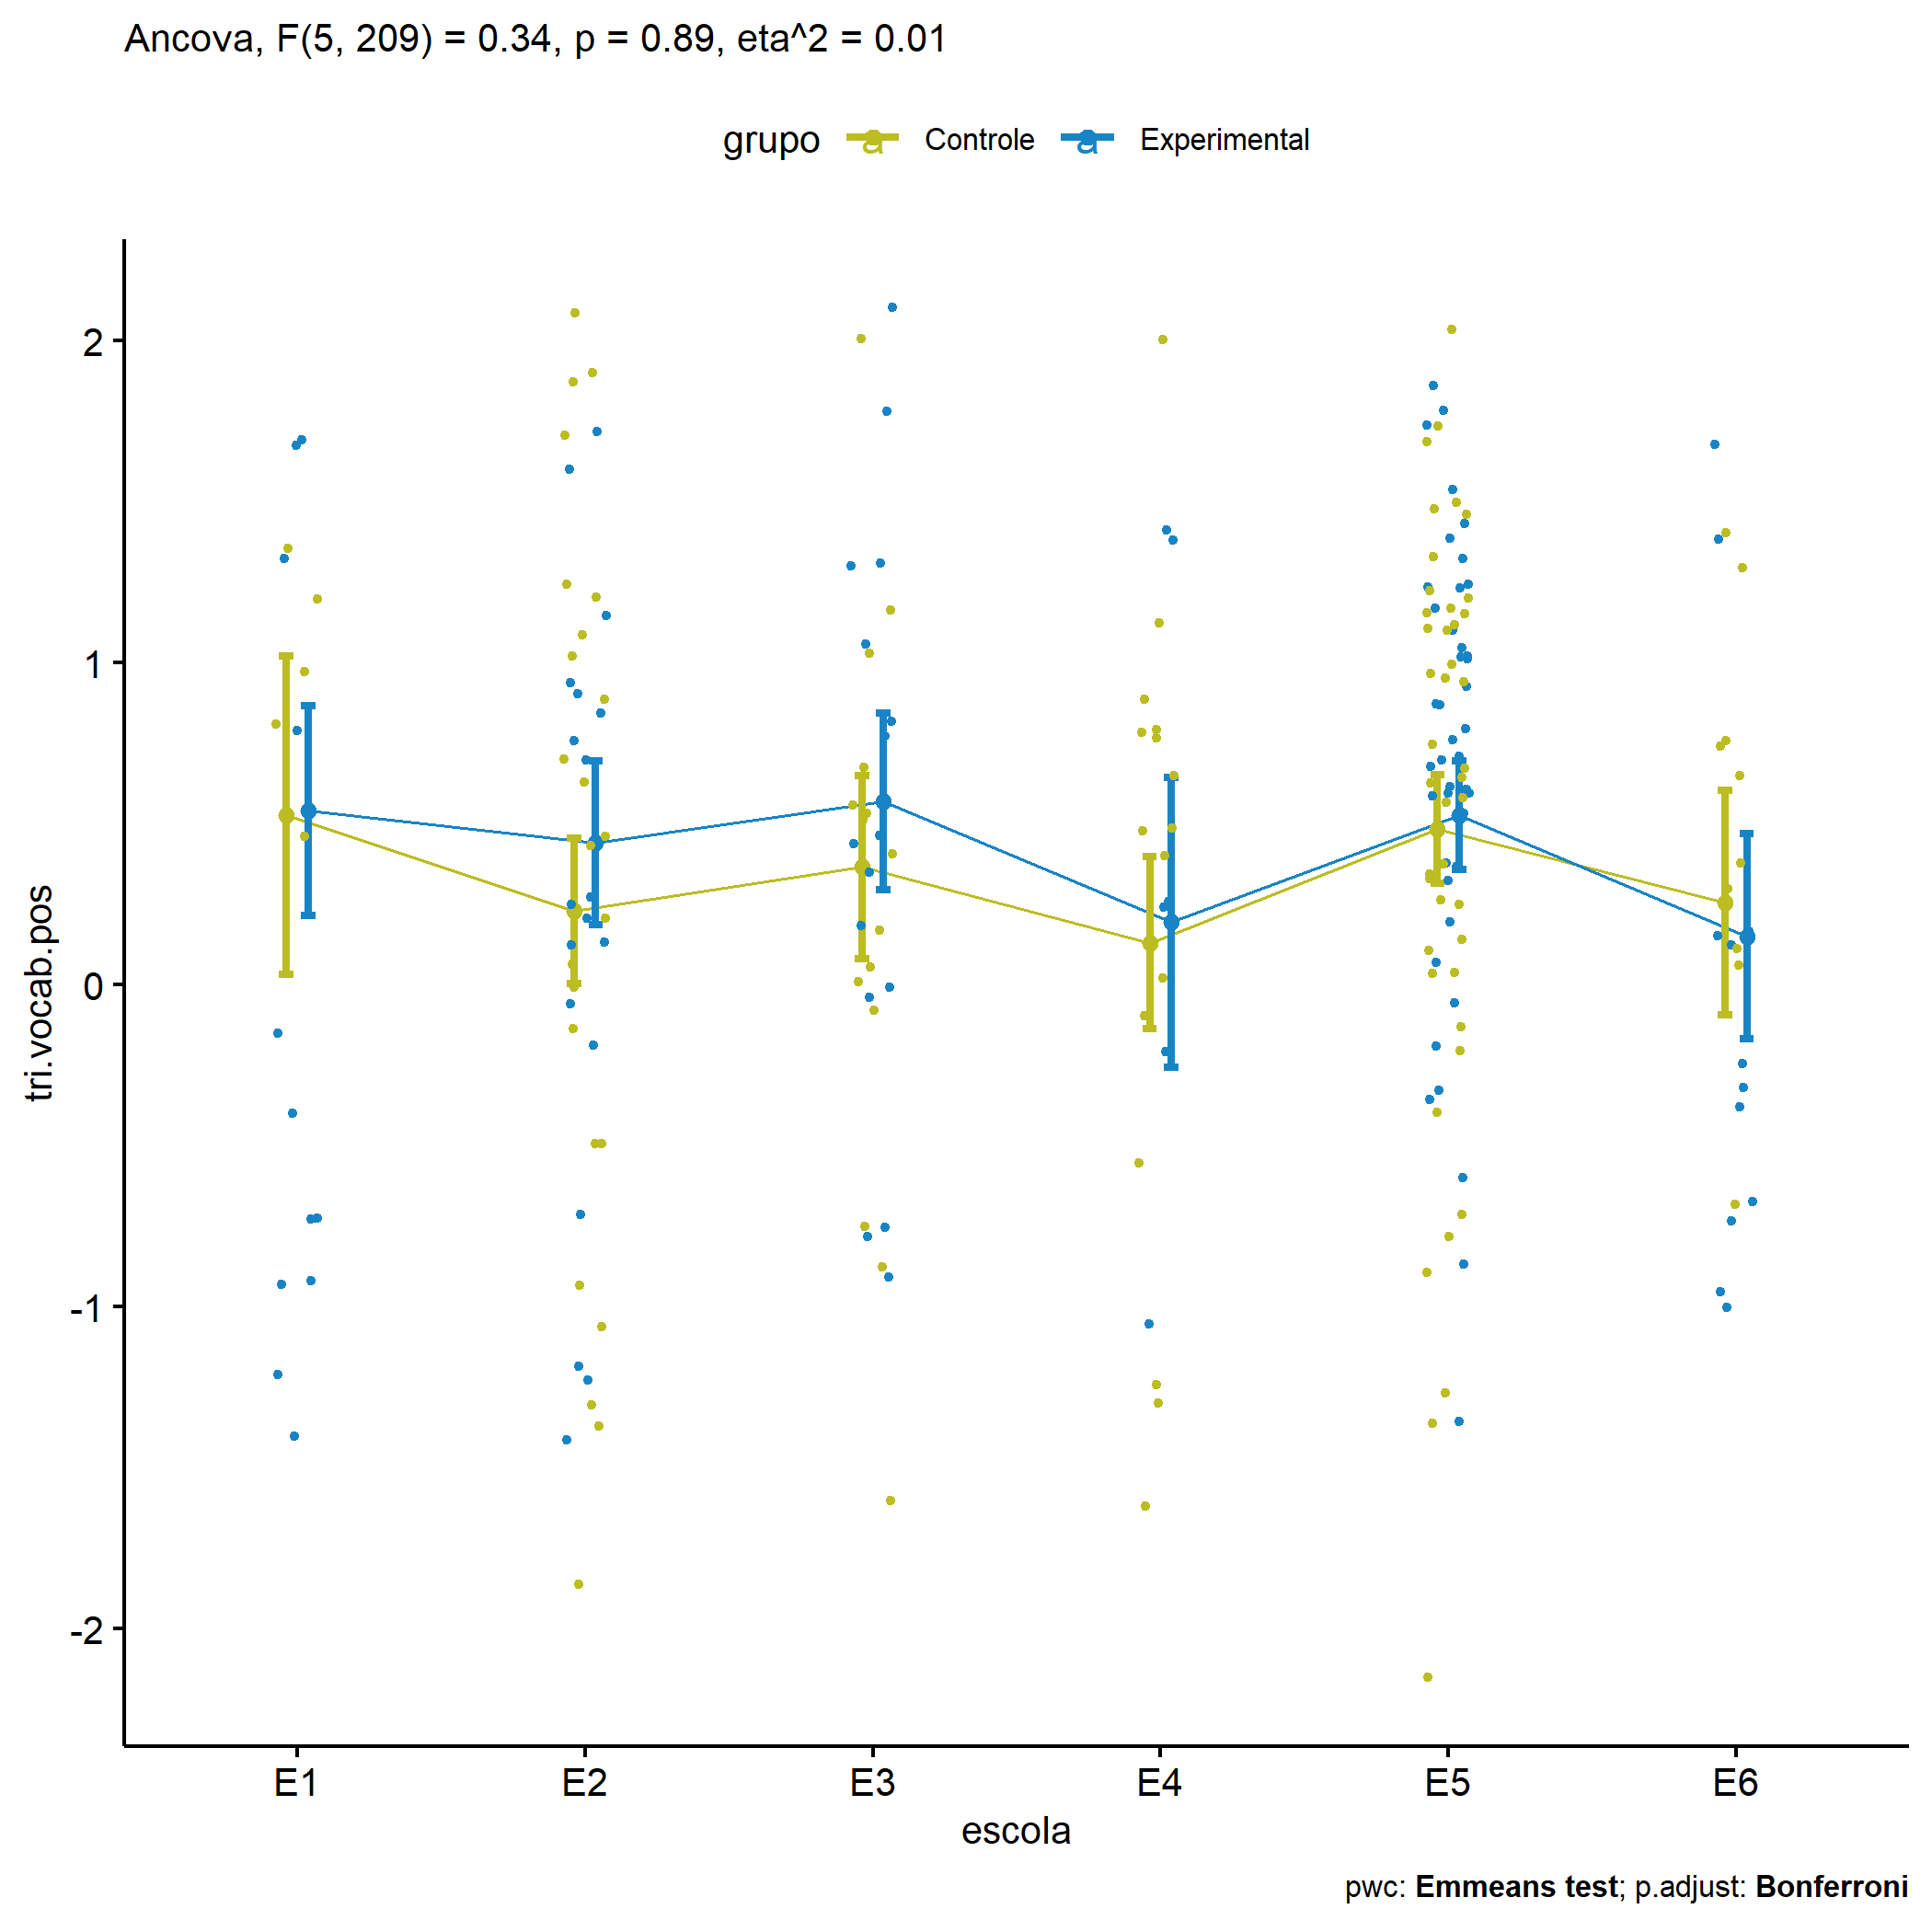 Ancova, F(5, 209) = 0.34, p = 0.89, eta^2 = 0.01
grupo a Controle a Experimental
2
1
0
-1
-2
tri.vocab.pos
E1 E2 E3 E4 E5 E6
escola
pwc: Emmeans test; p.adjust: Bonferroni